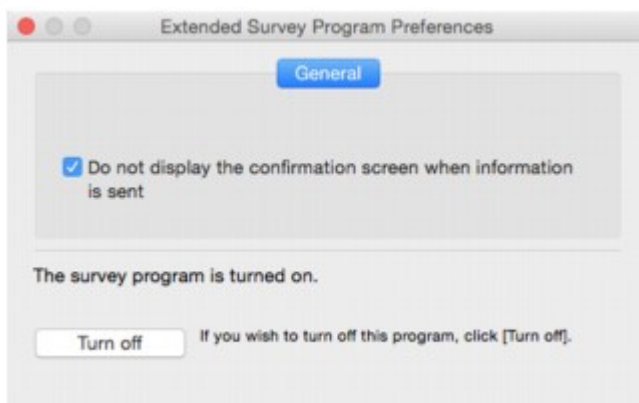 Extended Survey Program Preferences
General
Do not display the confirmation screen when information
is sent
The survey program is turned on.
Turn off
If you wish to turn off this program, click [Turn off].